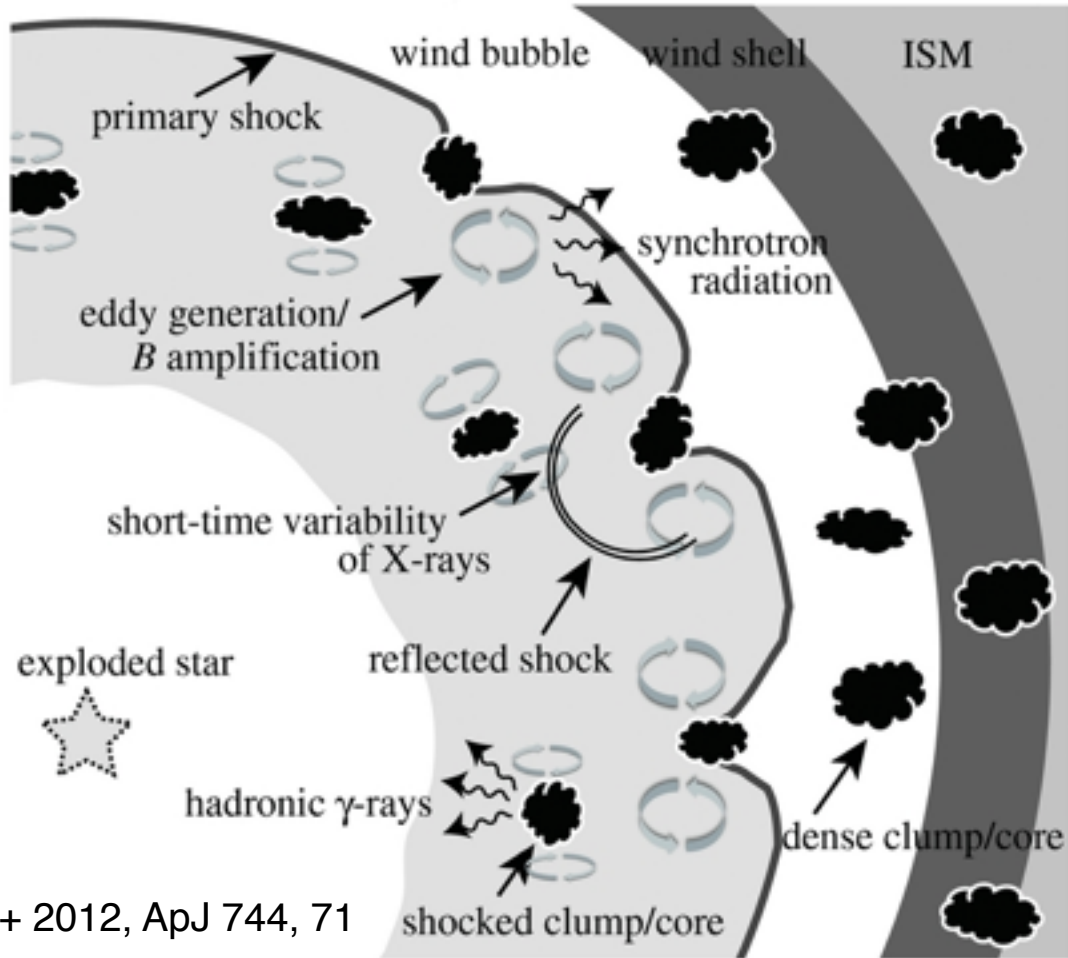 wind bubble
wind shell
ISM
primary shock
synchrotron
radiation
eddy generation/
B amplification
short-time variability
of X-rays
exploded star
reflected shock
hadronic γ-rays
dense clump/core
+ 2012, ApJ 744, 71
shocked clump/core